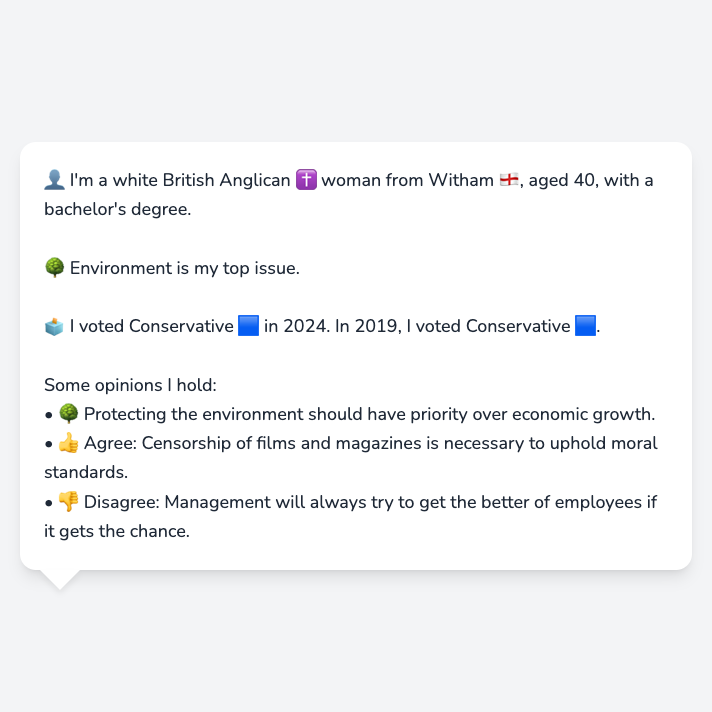 👤 I'm a white British Anglican ✝️ woman from Witham 🏴󠁧󠁢󠁥󠁮󠁧󠁿, aged 40, with a
bachelor's degree.
🌳 Environment is my top issue.
🗳️ I voted Conservative 🟦 in 2024. In 2019, I voted Conservative 🟦.
Some opinions I hold:
• 🌳 Protecting the environment should have priority over economic growth.
• 👍 Agree: Censorship of films and magazines is necessary to uphold moral
standards.
• 👎 Disagree: Management will always try to get the better of employees if
it gets the chance.